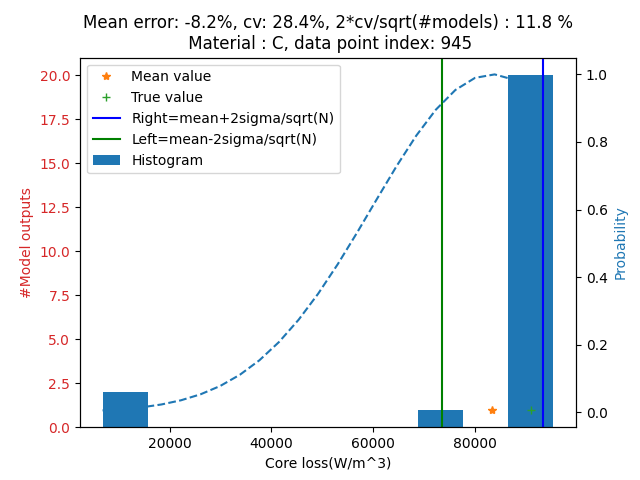 Mean error: -8.2%, cv: 28.4%, 2*cv/sqrt(#models) : 11.8 %
Material : C, data point index: 945
Mean value
True value
Right=mean+2sigma/sqrt(N)
Left=mean-2sigma/sqrt(N)
Histogram
#Model outputs
20.0
17.5
15.0
12.5
10.0
7.5
5.0
2.5
0.0
1.0
0.8
0.6
0.4
0.2
0.0
Probability
20000 40000 60000 80000
Core loss(W/m^3)